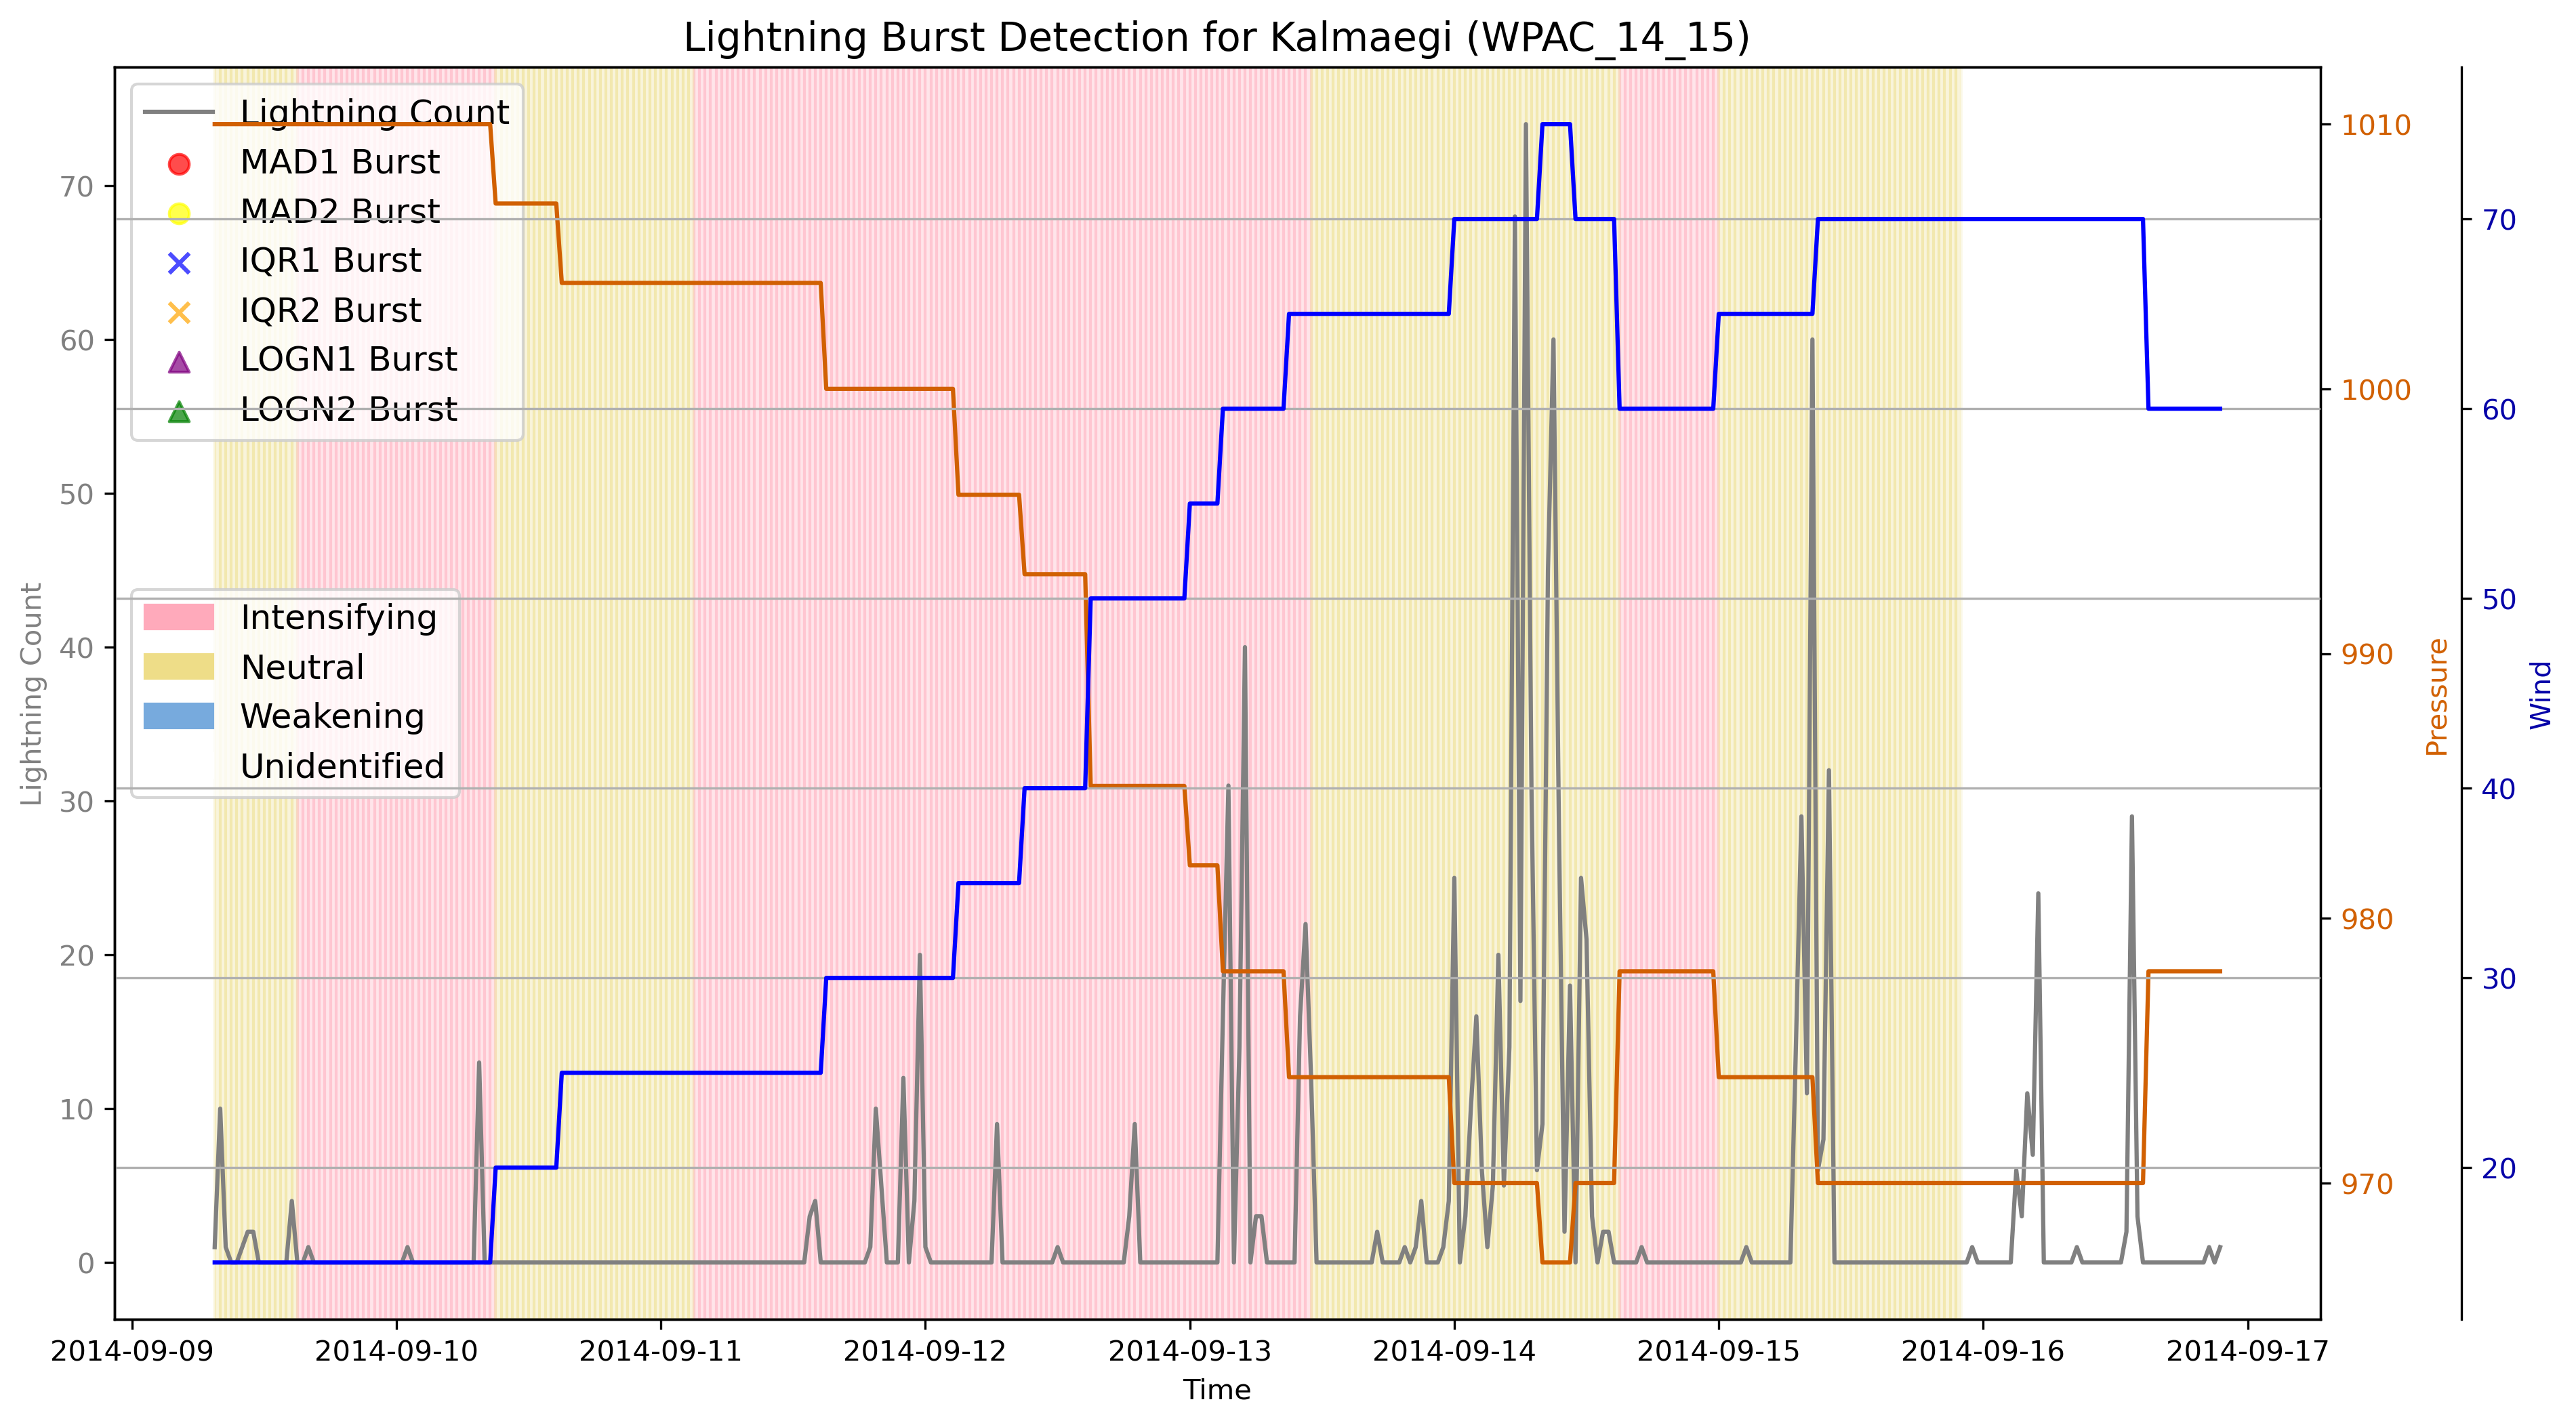 Lightning Burst Detection for Kalmaegi (WPAC_14_15)
Lightning Count
MAD1 Burst
MAD2 Burst
IQR1 Burst
IQR2 Burst
LOGN1 Burst
LOGN2 Burst
Intensifying
Neutral
Weakening
Unidentified
Lightning Count
70
60
50
40
30
20
10
0
1010
1000
990
980
970
Pressure
70
60
50
40
30
20
Wind
2014-09-09 2014-09-10 2014-09-11 2014-09-12 2014-09-13 2014-09-14 2014-09-15 2014-09-16 2014-09-17
Time